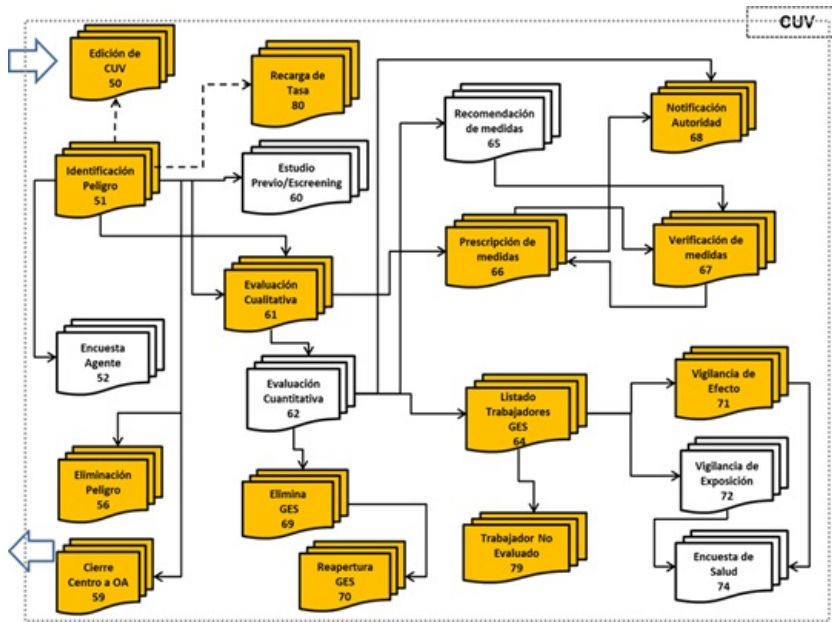 CUV
Edición de
CUV
50
Recarga de
Tasa
80
Recomendación
de medidas
65
Notificación
Autoridad
68
Identificación
Peligro
51
Estudio
Previo/Escreening
60
Prescripción de
medidas
66
Verificación de
medidas
67
Evaluación
Cualitativa
61
Encuesta
Agente
52
Evaluación
Cuantitativa
62
Listado
Trabajadores
GES
64
Vigilancia de
Efecto
71
Eliminación
Peligro
56
Elimina
GES
69
Vigilancia de
Exposición
72
Cierre
Centro a OA
59
Reapertura
GES
70
Trabajador No
Evaluado
79
Encuesta de
Salud
74